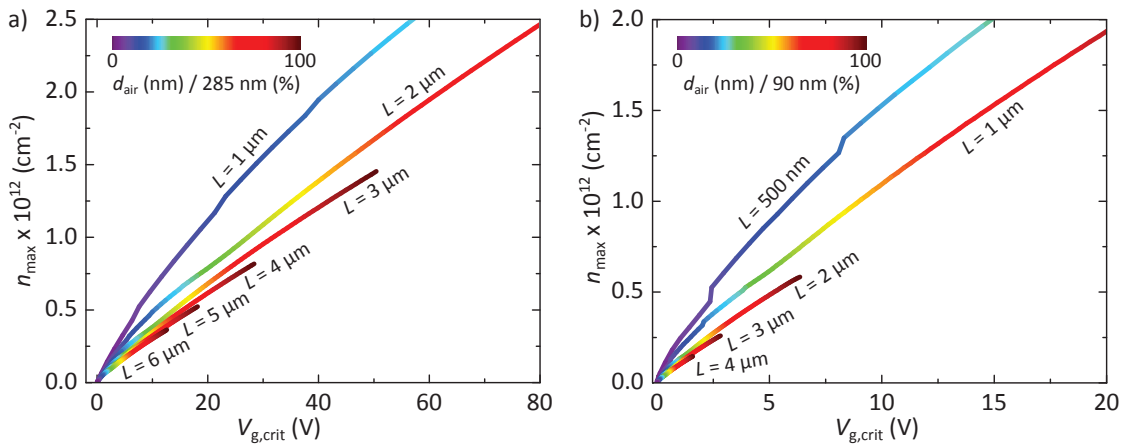 a)
0
100
d_air (nm) / 285 nm (%)
L = 1 µm
L = 2 µm
L = 3 µm
L = 4 µm
L = 5 µm
L = 6 µm
n_max x 10^12 (cm^-2)
2.5
2.0
1.5
1.0
0.5
0.0
0
20
40
60
80
V_g,crit (V)
b)
0
100
d_air (nm) / 90 nm (%)
L = 500 nm
L = 1 µm
L = 2 µm
L = 3 µm
L = 4 µm
n_max x 10^12 (cm^-2)
2.0
1.5
1.0
0.5
0.0
0
5
10
15
20
V_g,crit (V)